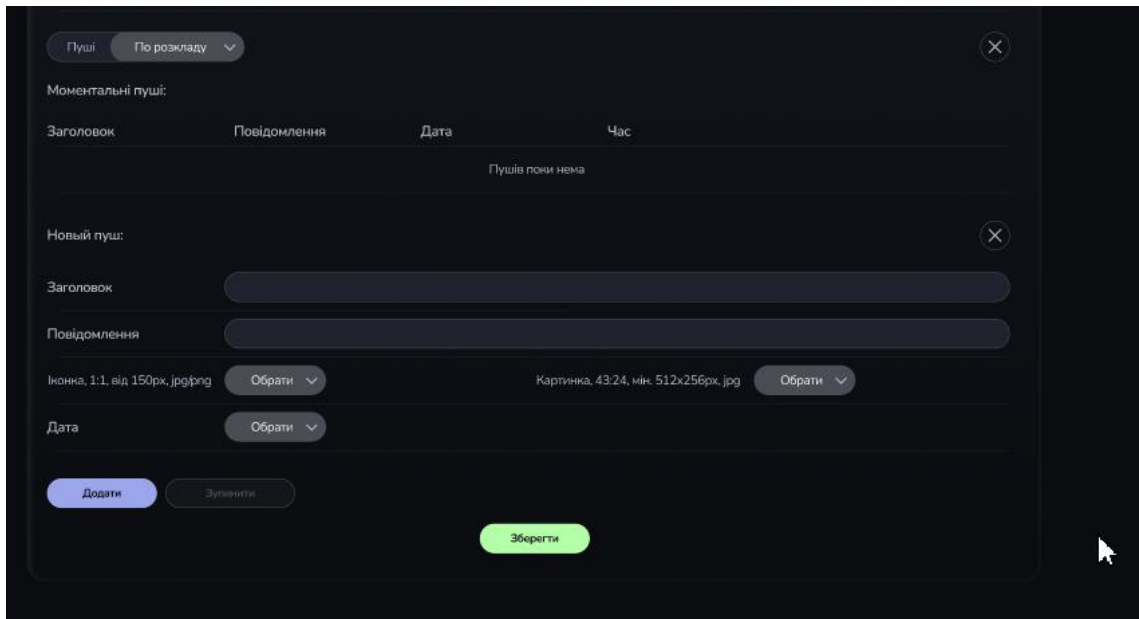 Пуші По розкладу
Моментальні пуші:
Заголовок Повідомлення Дата Час
Пушів поки нема
Новый пуш:
Заголовок
Повідомлення
Іконка, 1:1, від 150px, jpg/png Обрати Картинка, 43:24, мін. 512x256px, jpg Обрати
Дата Обрати
Додати Зупинити
Зберегти